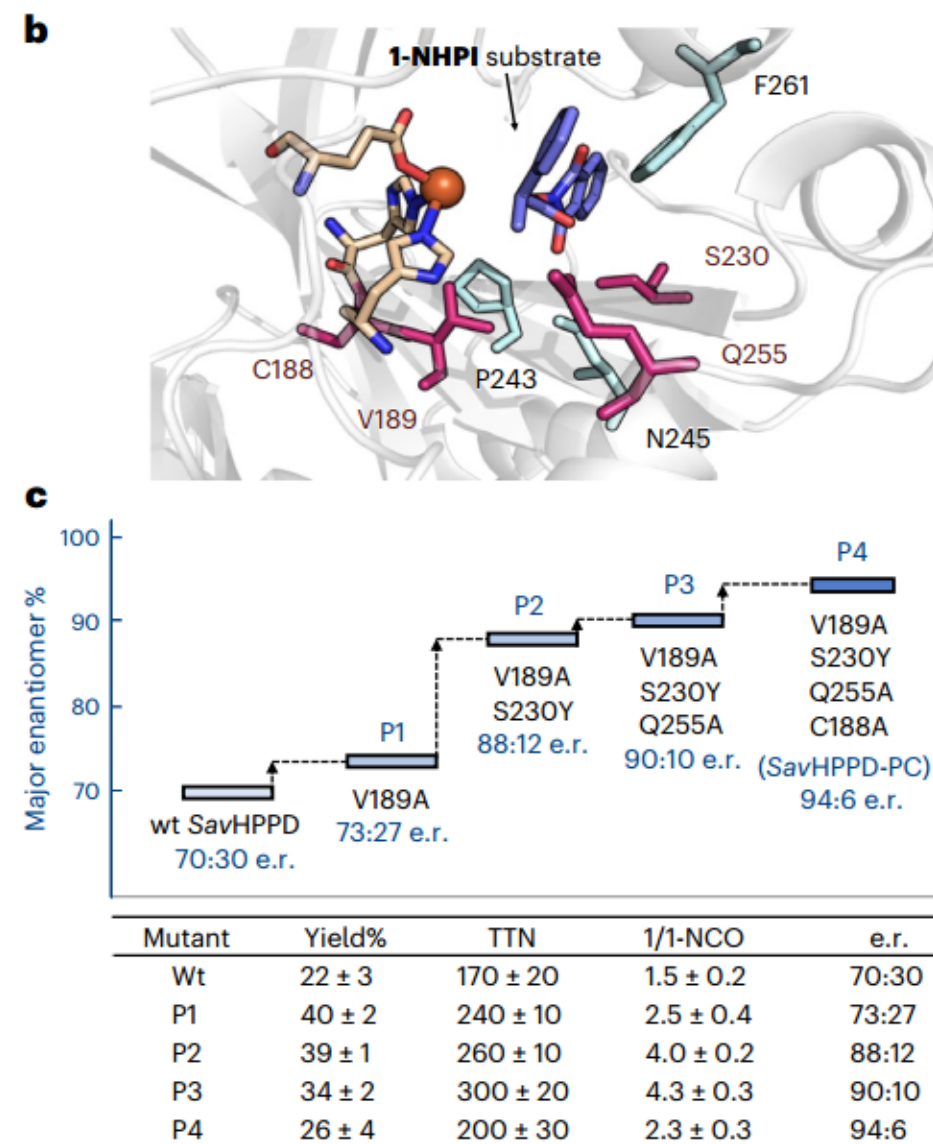 b
1-NHPI substrate
F261
S230
C188
Q255
P243
V189
N245
c
Major enantiomer %
100
90
80
70
wt SavHPPD
70:30 e.r.
P1
V189A
73:27 e.r.
P2
V189A
S230Y
88:12 e.r.
P3
V189A
S230Y
Q255A
90:10 e.r.
P4
V189A
S230Y
Q255A
C188A
(SavHPPD-PC)
94:6 e.r.
Mutant Yield% TTN 1/1-NCO e.r.
Wt 22 ± 3 170 ± 20 1.5 ± 0.2 70:30
P1 40 ± 2 240 ± 10 2.5 ± 0.4 73:27
P2 39 ± 1 260 ± 10 4.0 ± 0.2 88:12
P3 34 ± 2 300 ± 20 4.3 ± 0.3 90:10
P4 26 ± 4 200 ± 30 2.3 ± 0.3 94:6